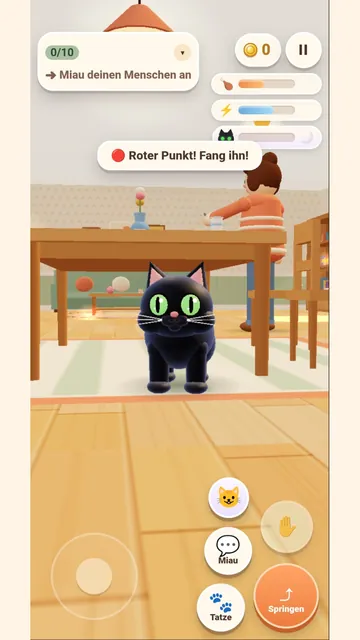 0/10
➜ Miau deinen Menschen an
0
🔴 Roter Punkt! Fang ihn!
Miau
Tatze
Springen